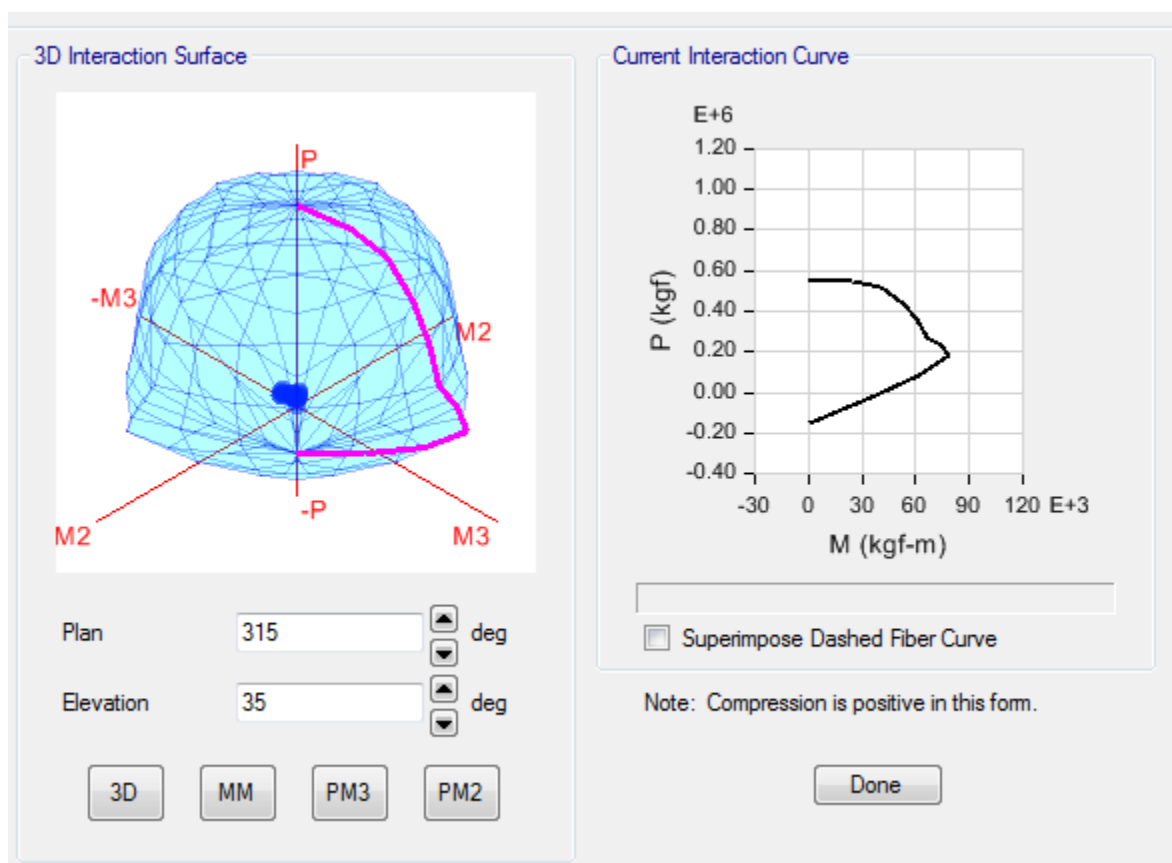 3D Interaction Surface
P
-M3
M2
-P
M2
M3
Plan
315
deg
Elevation
35
deg
3D
MM
PM3
PM2
Current Interaction Curve
E+6
1.20
1.00
0.80
0.60
0.40
0.20
0.00
-0.20
-0.40
P (kgf)
-30 0 30 60 90 120 E+3
M (kgf-m)
Superimpose Dashed Fiber Curve
Note: Compression is positive in this form.
Done